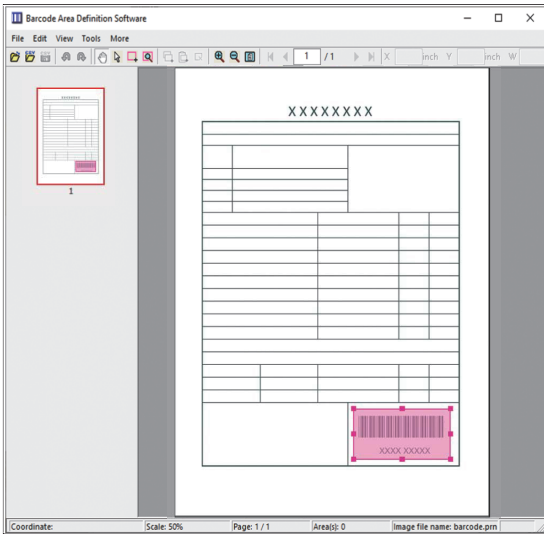 Barcode Area Definition Software
File Edit View Tools More
1 / 1 X inch Y inch W
XXXXXXXX
1
XXXX XXXXX
Coordinate: Scale: 50% Page: 1 / 1 Area(s): 0 Image file name: barcode.prn